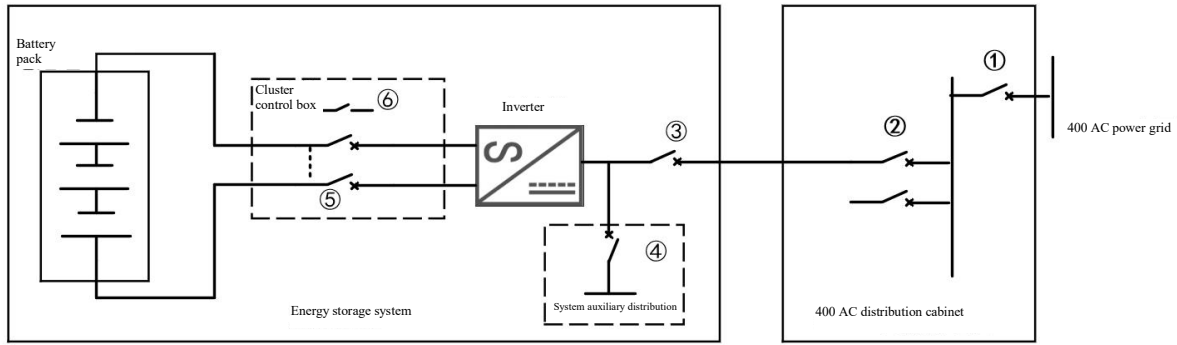 Battery
pack
Cluster
control box
⑥
⑤
Inverter
③
④
System auxiliary distribution
Energy storage system
②
①
400 AC power grid
400 AC distribution cabinet